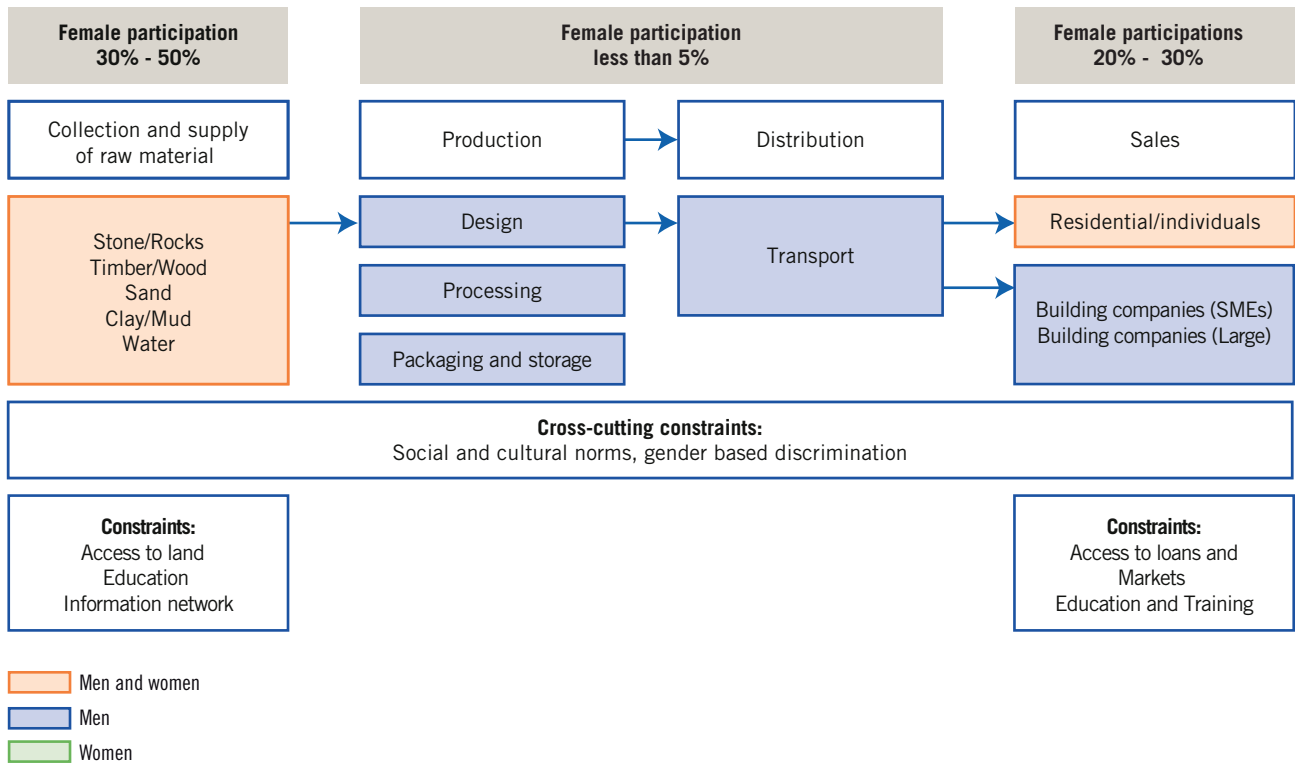 Female participation
30% - 50%
Female participation
less than 5%
Female participations
20% - 30%
Collection and supply
of raw material
Production
Distribution
Sales
Stone/Rocks
Timber/Wood
Sand
Clay/Mud
Water
Design
Processing
Packaging and storage
Transport
Residential/individuals
Building companies (SMEs)
Building companies (Large)
Cross-cutting constraints:
Social and cultural norms, gender based discrimination
Constraints:
Access to land
Education
Information network
Constraints:
Access to loans and
Markets
Education and Training
Men and women
Men
Women